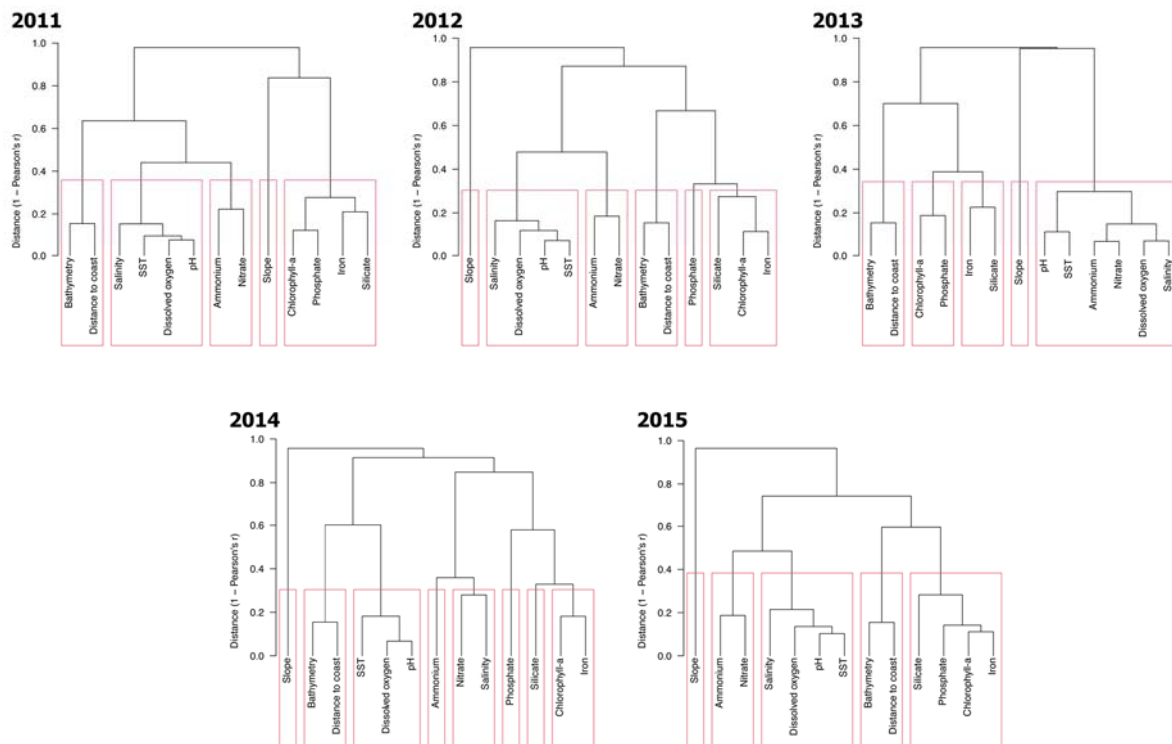 2011
1.0
0.8
0.6
0.4
0.2
0.0
Distance (1 − Pearson's r)
Bathymetry
Distance to coast
Salinity
SST
Dissolved oxygen
pH
Ammonium
Nitrate
Slope
Chlorophyll-a
Phosphate
Iron
Silicate
2012
1.0
0.8
0.6
0.4
0.2
0.0
Distance (1 − Pearson's r)
Slope
Salinity
Dissolved oxygen
pH
SST
Ammonium
Nitrate
Bathymetry
Distance to coast
Phosphate
Silicate
Chlorophyll-a
Iron
2013
1.0
0.8
0.6
0.4
0.2
0.0
Distance (1 − Pearson's r)
Bathymetry
Distance to coast
Chlorophyll-a
Phosphate
Iron
Silicate
Slope
pH
SST
Ammonium
Nitrate
Dissolved oxygen
Salinity
2014
1.0
0.8
0.6
0.4
0.2
0.0
Distance (1 − Pearson's r)
Slope
Bathymetry
Distance to coast
SST
Dissolved oxygen
pH
Ammonium
Nitrate
Salinity
Phosphate
Silicate
Chlorophyll-a
Iron
2015
1.0
0.8
0.6
0.4
0.2
0.0
Distance (1 − Pearson's r)
Slope
Ammonium
Nitrate
Salinity
Dissolved oxygen
pH
SST
Bathymetry
Distance to coast
Silicate
Phosphate
Chlorophyll-a
Iron